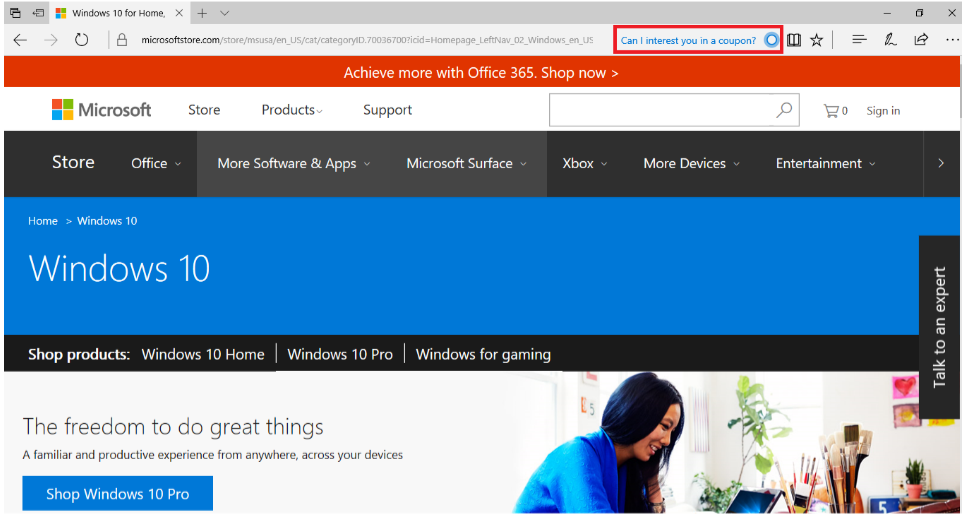 Windows 10 for Home,
microsoftstore.com/store/msusa/en_US/cat/categoryID.70036700?icid=Homepage_LeftNav_02_Windows_en_US
Can I interest you in a coupon?
Achieve more with Office 365. Shop now >
Microsoft Store Products Support 0 Sign in
Store Office More Software & Apps Microsoft Surface Xbox More Devices Entertainment
Home > Windows 10
Windows 10
Talk to an expert
Shop products: Windows 10 Home Windows 10 Pro Windows for gaming
The freedom to do great things
A familiar and productive experience from anywhere, across your devices
Shop Windows 10 Pro
5
5